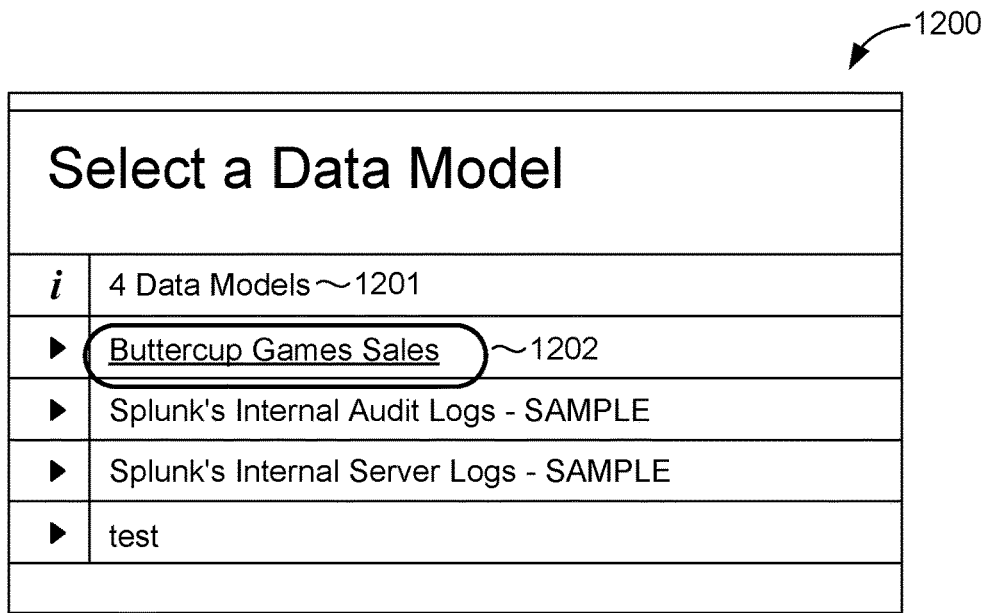 1200
Select a Data Model
i 4 Data Models 1201
Buttercup Games Sales 1202
Splunk's Internal Audit Logs - SAMPLE
Splunk's Internal Server Logs - SAMPLE
test